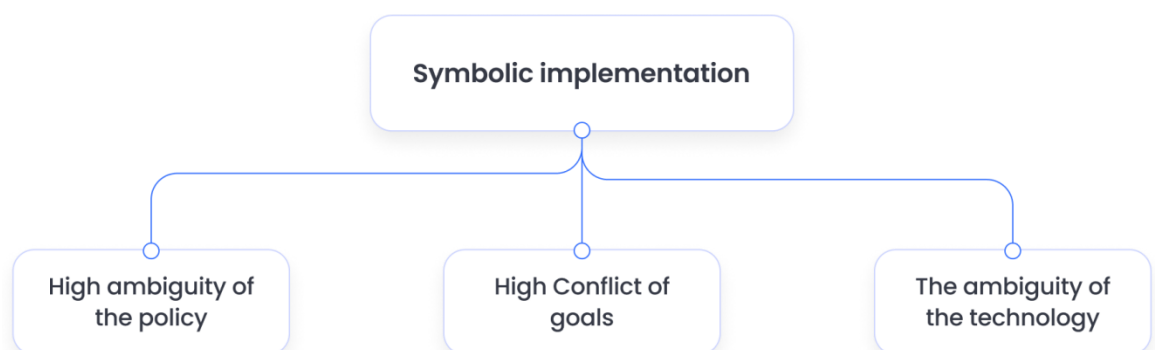 Symbolic implementation
High ambiguity of
the policy
High Conflict of
goals
The ambiguity of
the technology